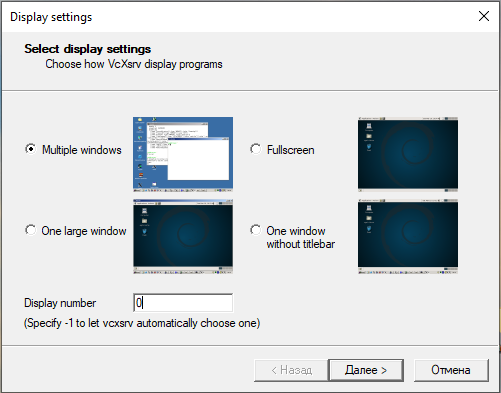 Display settings
Select display settings
Choose how VcXsrv display programs
Multiple windows
Fullscreen
One large window
One window
without titlebar
Display number
0
(Specify -1 to let vcxsrv automatically choose one)
< Назад
Далее >
Отмена